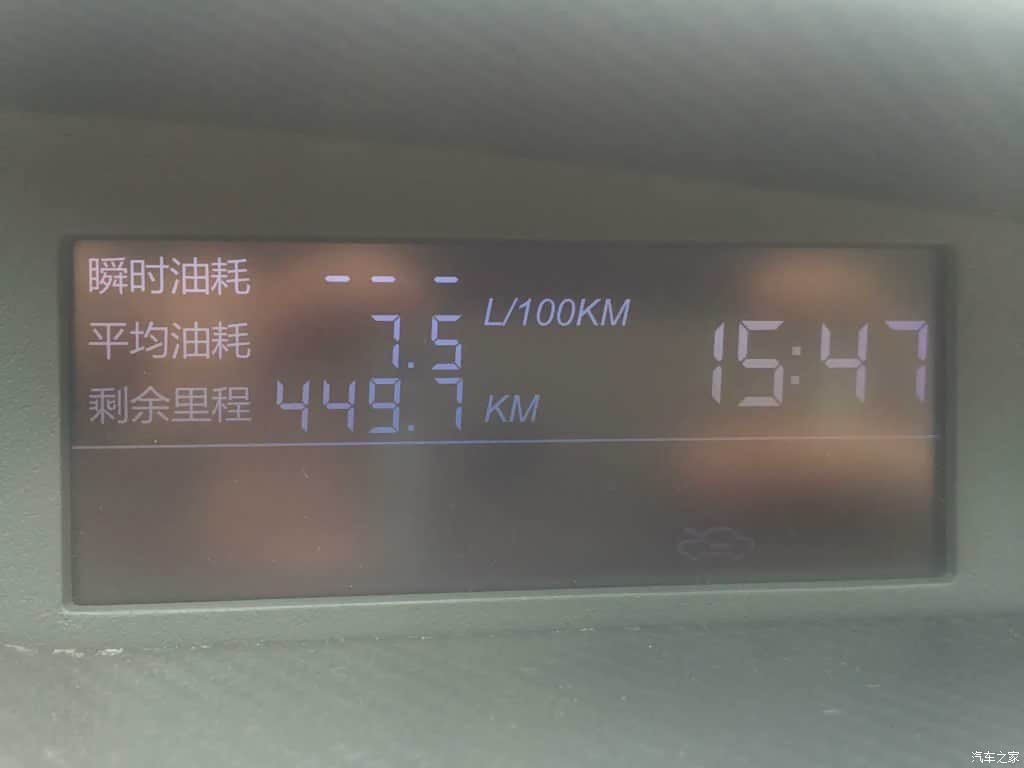 瞬时油耗 --- L/100KM
平均油耗 7.5
剩余里程 449.7 KM
15:47
汽车之家